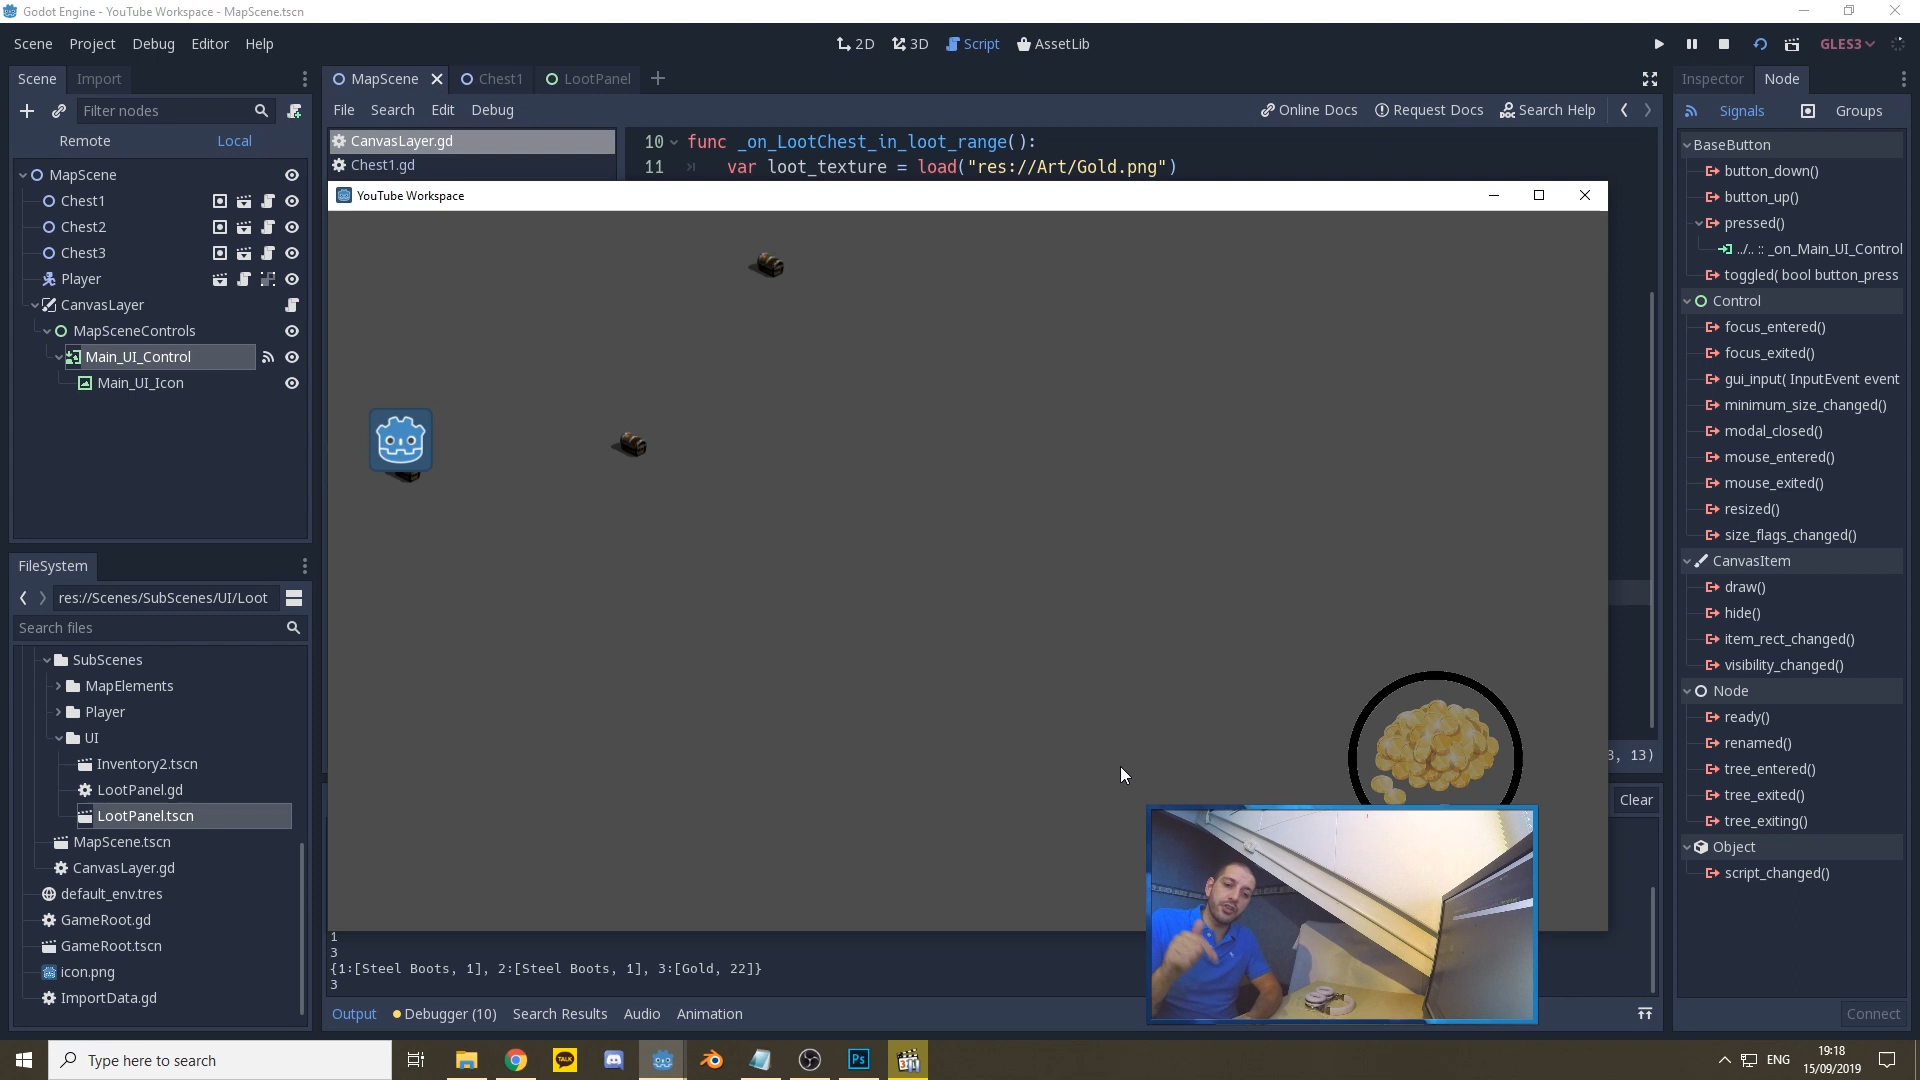 Godot Engine - YouTube Workspace - MapScene.tscn
Scene Project Debug Editor Help
2D 3D Script AssetLib
GLES3
Scene Import
MapScene Chest1 LootPanel
Inspector Node
Filter nodes
File Search Edit Debug
Online Docs Request Docs Search Help
Signals Groups
Remote Local
CanvasLayer.gd
Chest1.gd
10 func _on_LootChest_in_loot_range():
11 var loot_texture = load("res://Art/Gold.png")
YouTube Workspace
MapScene
Chest1
Chest2
Chest3
Player
CanvasLayer
MapSceneControls
Main_UI_Control
Main_UI_Icon
FileSystem
res://Scenes/SubScenes/UI/Loot
Search files
SubScenes
MapElements
Player
UI
Inventory2.tscn
LootPanel.gd
LootPanel.tscn
MapScene.tscn
CanvasLayer.gd
default_env.tres
GameRoot.gd
GameRoot.tscn
icon.png
ImportData.gd
BaseButton
button_down()
button_up()
pressed()
../.. :: _on_Main_UI_Control
toggled( bool button_press
Control
focus_entered()
focus_exited()
gui_input( InputEvent event
minimum_size_changed()
modal_closed()
mouse_entered()
mouse_exited()
resized()
size_flags_changed()
CanvasItem
draw()
hide()
item_rect_changed()
visibility_changed()
Node
ready()
renamed()
tree_entered()
tree_exited()
tree_exiting()
Object
script_changed()
Connect
3, 13)
Clear
1
3
{1:[Steel Boots, 1], 2:[Steel Boots, 1], 3:[Gold, 22]}
3
Output Debugger (10) Search Results Audio Animation
Type here to search
TALK
Ps
ENG
19:18
15/09/2019